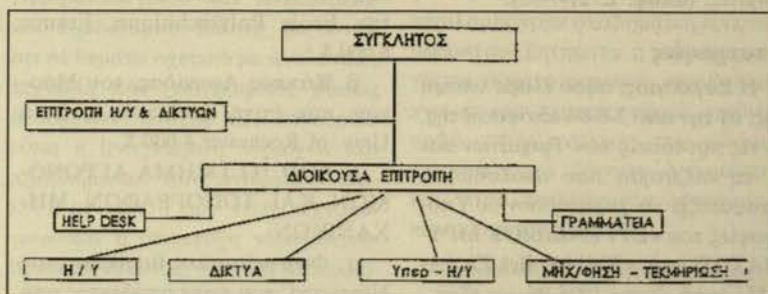 ΣΥΓΚΛΗΤΟΣ
ΕΠΙΤΡΟΠΗ Η/Υ & ΔΙΚΤΥΩΝ
ΔΙΟΙΚΟΥΣΑ ΕΠΙΤΡΟΠΗ
HELP DESK
ΓΡΑΜΜΑΤΕΙΑ
Η / Υ
ΔΙΚΤΥΑ
Υπερ - Η/Υ
ΜΗΧ/ΦΗΣΗ - ΤΕΚΜΗΡΙΩΣΗ